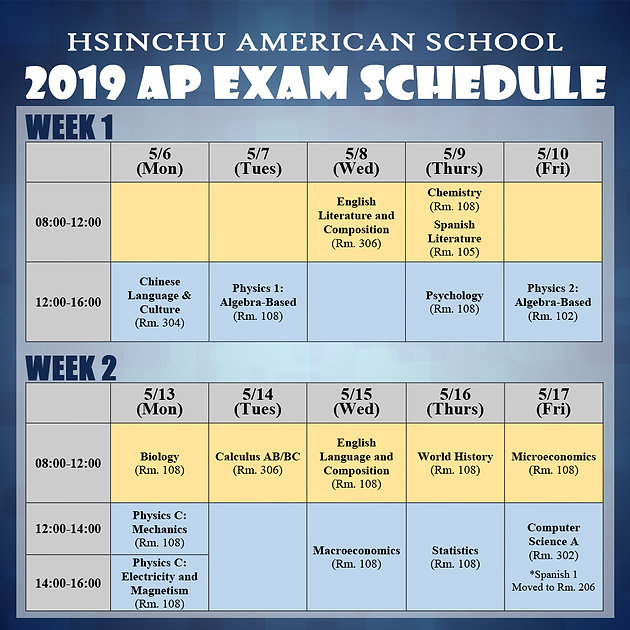 HSINCHU AMERICAN SCHOOL
2019 AP EXAM SCHEDULE
WEEK 1
5/6
(Mon)
5/7
(Tues)
5/8
(Wed)
5/9
(Thurs)
5/10
(Fri)
08:00-12:00
English
Literature and
Composition
(Rm. 306)
Chemistry
(Rm. 108)
Spanish
Literature
(Rm. 105)
12:00-16:00
Chinese
Language &
Culture
(Rm. 304)
Physics 1:
Algebra-Based
(Rm. 108)
Psychology
(Rm. 108)
Physics 2:
Algebra-Based
(Rm. 102)
WEEK 2
5/13
(Mon)
5/14
(Tues)
5/15
(Wed)
5/16
(Thurs)
5/17
(Fri)
08:00-12:00
Biology
(Rm. 108)
Calculus AB/BC
(Rm. 306)
English
Language and
Composition
(Rm. 108)
World History
(Rm. 108)
Microeconomics
(Rm. 108)
12:00-14:00
Physics C:
Mechanics
(Rm. 108)
14:00-16:00
Physics C:
Electricity and
Magnetism
(Rm. 108)
Macroeconomics
(Rm. 108)
Statistics
(Rm. 108)
Computer
Science A
(Rm. 302)
*Spanish 1
Moved to Rm. 206